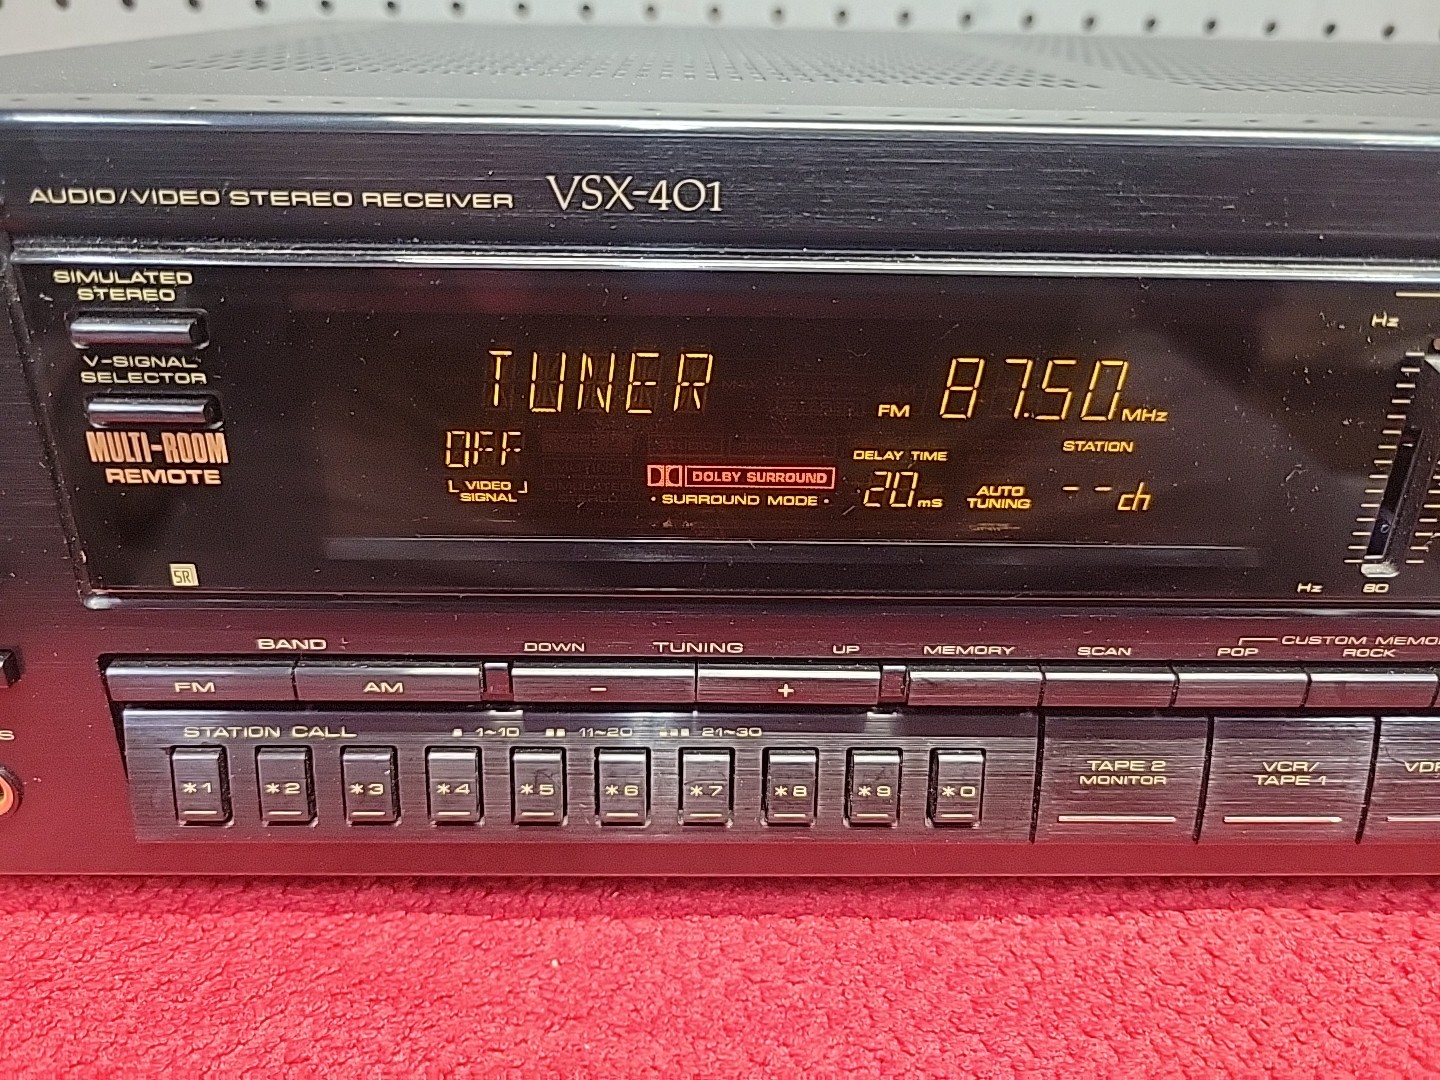 AUDIO/VIDEO STEREO RECEIVER VSX-401
SIMULATED
STEREO
V-SIGNAL
SELECTOR
MULTI-ROOM
REMOTE
SR
TUNER
FM 87.50 MHz
OFF
VIDEO
SIGNAL
DOLBY SURROUND
• SURROUND MODE •
DELAY TIME
20 ms
AUTO
TUNING
STATION
-- ch
Hz
Hz 80
BAND
DOWN TUNING UP
MEMORY
SCAN
POP
ROCK
CUSTOM
FM
AM
-
+
STATION CALL
1~10
11~20
21~30
*1
*2
*3
*4
*5
*6
*7
*8
*9
*0
TAPE 2
MONITOR
VCR/
TAPE 1